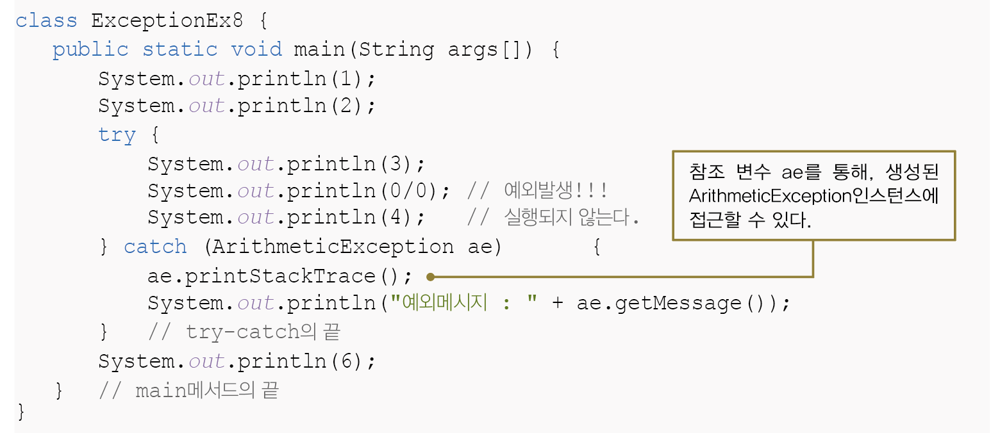 class ExceptionEx8 {
public static void main(String args[]) {
System.out.println(1);
System.out.println(2);
try {
System.out.println(3);
System.out.println(0/0); // 예외발생!!!
System.out.println(4); // 실행되지 않는다.
} catch (ArithmeticException ae) {
ae.printStackTrace();
System.out.println("예외메시지 : " + ae.getMessage());
} // try-catch의 끝
System.out.println(6);
} // main메서드의 끝
}
참조 변수 ae를 통해, 생성된
ArithmeticException인스턴스에
접근할 수 있다.